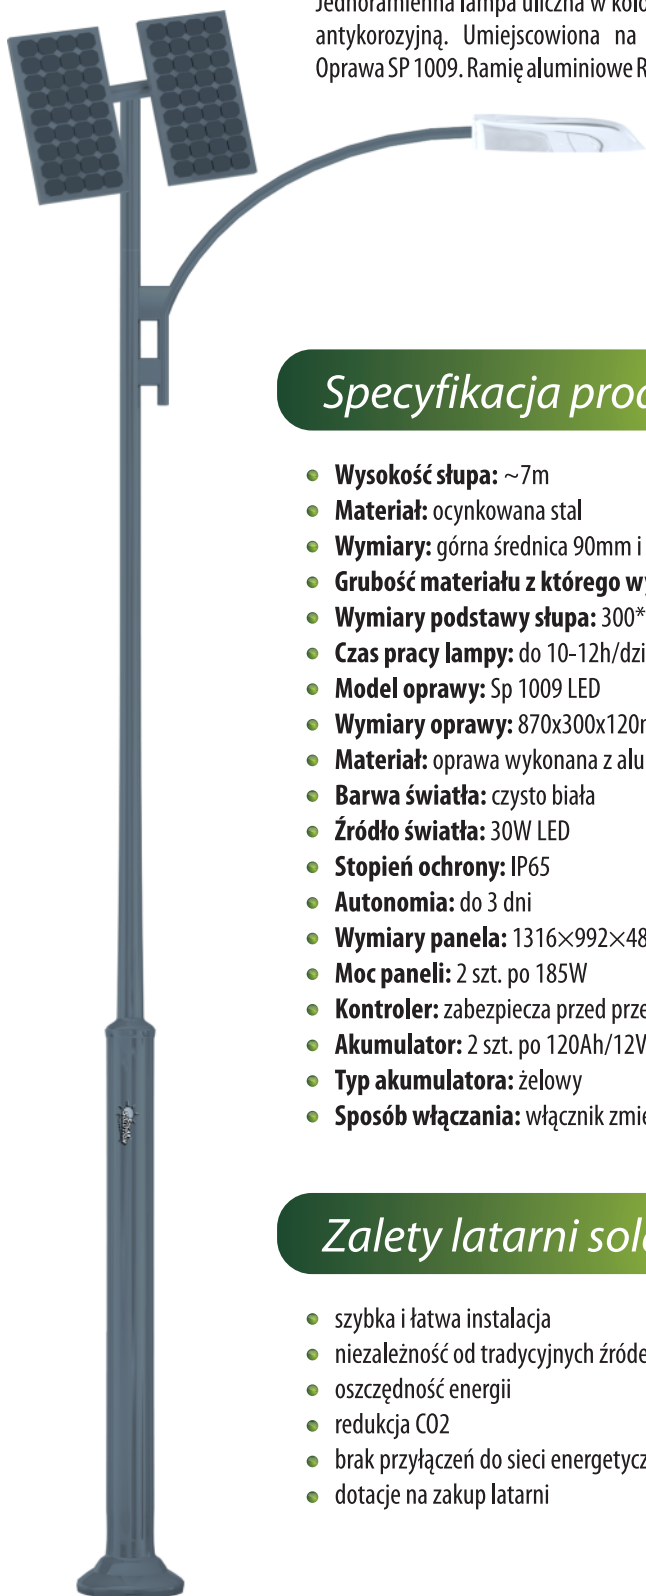 Jednoramienna lampa uliczna w
antykorozyjną. Umiejscowiona na
Oprawa SP 1009. Ramię aluminiowe
Specyfikacja
Wysokość słupa: ~7m
Materiał: ocynkowana stal
Wymiary: górna średnica 90mm i
Grubość materiału z którego
Wymiary podstawy słupa: 300*
Czas pracy lampy: do 10-12h/
Model oprawy: Sp 1009 LED
Wymiary oprawy: 870x300x120
Materiał: oprawa wykonana z
Barwa światła: czysto biała
Źródło światła: 30W LED
Stopień ochrony: IP65
Autonomia: do 3 dni
Wymiary panela: 1316×992×48
Moc paneli: 2 szt. po 185W
Kontroler: zabezpiecza przed
Akumulator: 2 szt. po 120Ah/12V
Typ akumulatora: żelowy
Sposób włączania: włącznik
Zalety latarni
szybka i łatwa instalacja
niezależność od tradycyjnych
oszczędność energii
redukcja CO2
brak przyłączeń do sieci
dotacje na zakup latarni